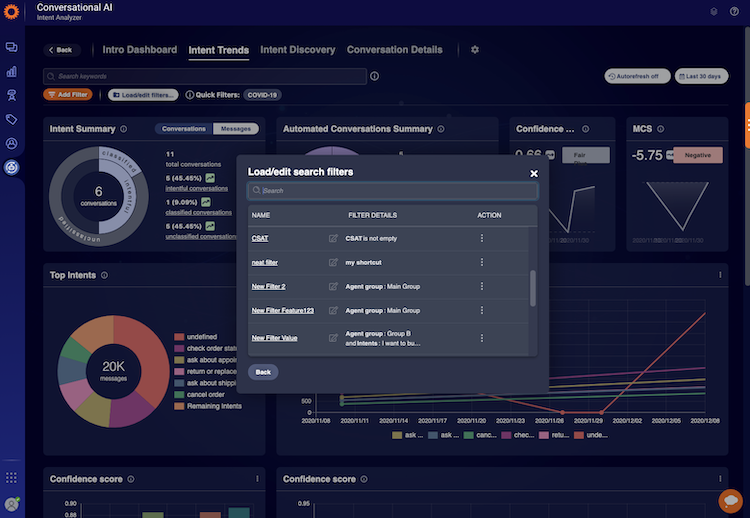 Conversational AI
Intent Analyzer
Back
Intro Dashboard
Intent Trends
Intent Discovery
Conversation Details
Search keywords
Autorefresh off
Last 30 days
Add Filter
Load/edit filters...
Quick Filters:
COVID-19
Intent Summary
Conversations
Messages
Automated Conversations Summary
Confidence ...
MCS
classified
intentful
unclassified
6
conversations
11
total conversations
5 (45.45%)
intentful conversations
1 (9.09%)
classified conversations
5 (45.45%)
unclassified conversations
5
0.66
Fair
-5.75
Negative
Load/edit search filters
Search
NAME
FILTER DETAILS
ACTION
CSAT
CSAT is not empty
neat filter
my shortcut
New Filter 2
Agent group : Main Group
New Filter Feature123
Agent group : Main Group
New Filter Value
Agent group : Group B
and Intents : I want to bu...
Back
Top Intents
20K
messages
undefined
check order stat
ask about appoin
return or replace
ask about shippi
cancel order
Remaining Intents
500
0
2020/11/08
2020/11/11
2020/11/14
2020/11/17
2020/11/20
2020/11/23
2020/11/26
2020/11/29
2020/12/02
2020/12/05
2020/12/08
ask ...
ask ...
canc...
chec...
retu...
unde...
Confidence score
0.90
0.88
Confidence score
0.95